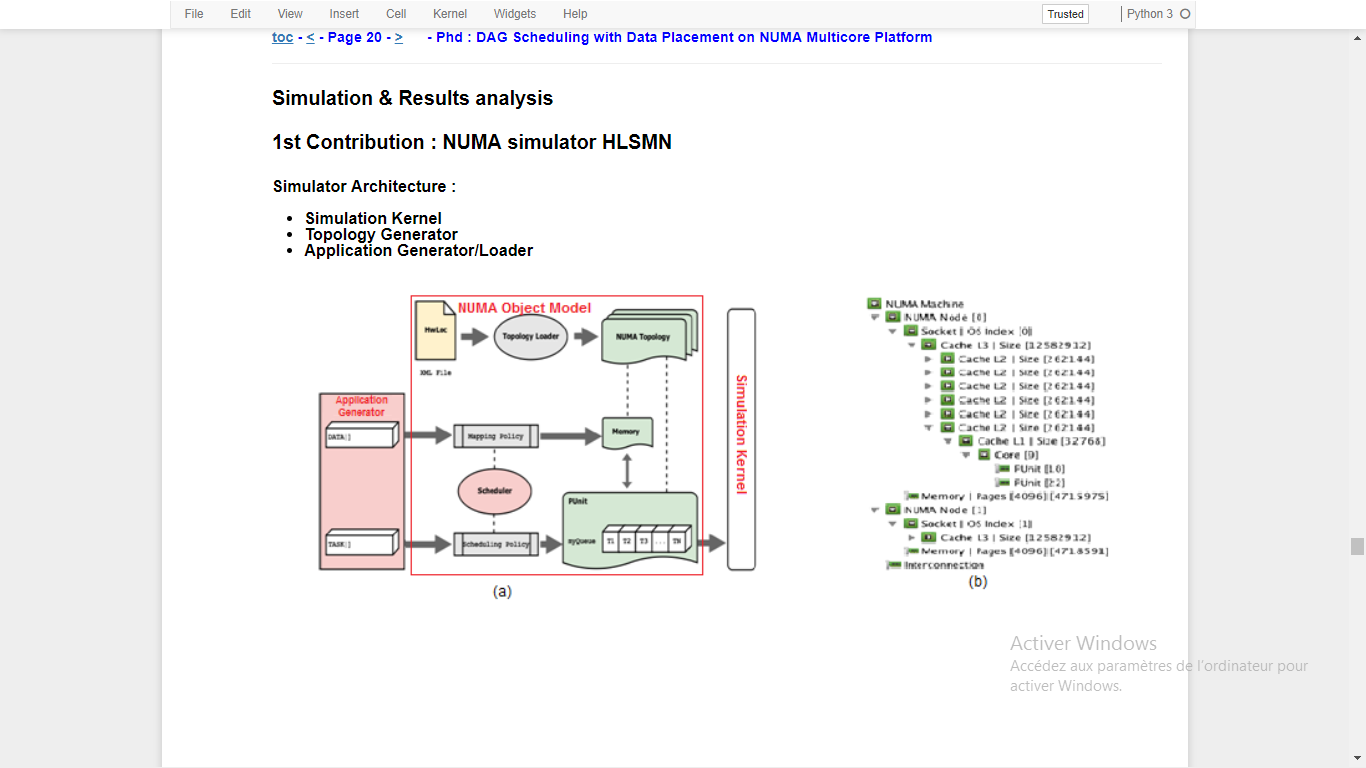 File Edit View Insert Cell Kernel Widgets Help Trusted Python 3
toc - < - Page 20 - > - Phd : DAG Scheduling with Data Placement on NUMA Multicore Platform
Simulation & Results analysis
1st Contribution : NUMA simulator HLSMN
Simulator Architecture :
Simulation Kernel
Topology Generator
Application Generator/Loader
NUMA Object Model
HwLoc
Topology Loader
NUMA Topology
XML File
Application
Generator
DATA[]
Mapping Policy
Memory
Scheduler
PUnit
TASK[]
Scheduling Policy
myQueue
T1 T2 T3 ... TN
Simulation Kernel
(a)
NUMA Machine
NUMA Node [0]
Socket | OS Index [0]
Cache L3 | Size [12582912]
Cache L2 | Size [262144]
Cache L2 | Size [262144]
Cache L2 | Size [262144]
Cache L2 | Size [262144]
Cache L2 | Size [262144]
Cache L2 | Size [262144]
Cache L1 | Size [32768]
Core [9]
PUnit [10]
PUnit [22]
Memory | Pages [4096] [4715975]
NUMA Node [1]
Socket | OS Index [1]
Cache L3 | Size [12582912]
Memory | Pages [4096] [4718591]
Interconnection
(b)
Activer Windows
Accédez aux paramètres de l'ordinateur pour
activer Windows.